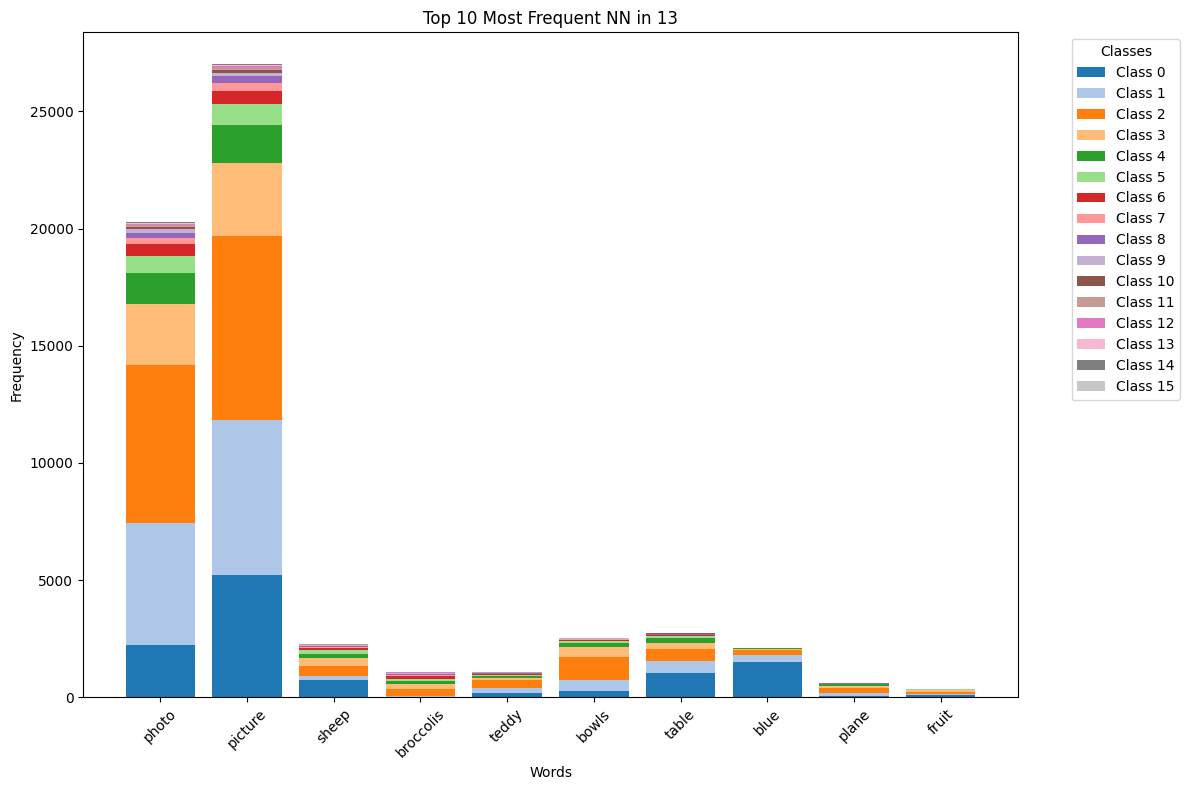 Top 10 Most Frequent NN in 13
Frequency
25000
20000
15000
10000
5000
0
photo
picture
sheep
broccolis
teddy
bowls
table
blue
plane
fruit
Words
Classes
Class 0
Class 1
Class 2
Class 3
Class 4
Class 5
Class 6
Class 7
Class 8
Class 9
Class 10
Class 11
Class 12
Class 13
Class 14
Class 15